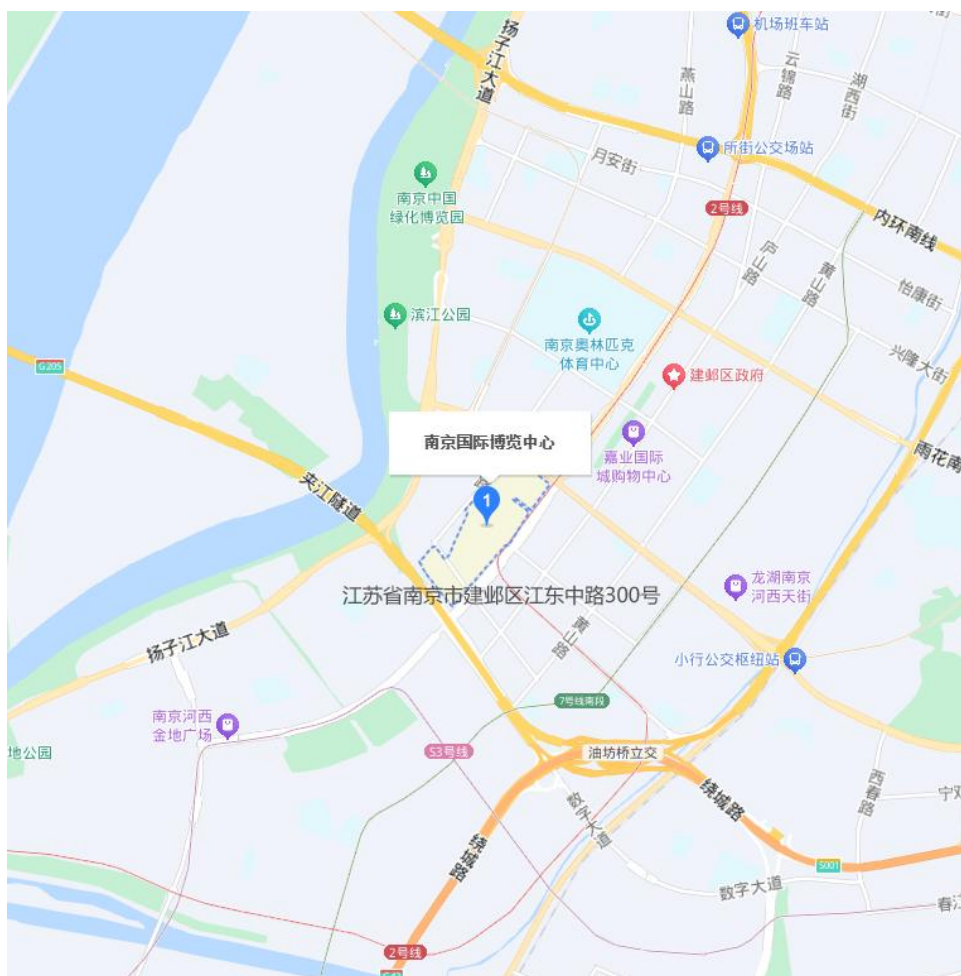 机场班车站
扬子江大道
燕山路
云锦路
湖西街
所街公交场站
月安街
南京中国
绿化博览园
2号线
内环南线
庐山路
黄山路
怡康街
滨江公园
南京奥林匹克
体育中心
兴隆大街
G205
建邺区政府
南京国际博览中心
嘉业国际
城购物中心
雨花南
路
1
夹江隧道
龙湖南京
河西天街
江苏省南京市建邺区江东中路300号
扬子江大道
黄山路
小行公交枢纽站
7号线南段
南京河西
金地广场
地公园
S3号线
油坊桥立交
西春路
绕城路
数字大道
绕城路
S001
数字大道
春江
2号线